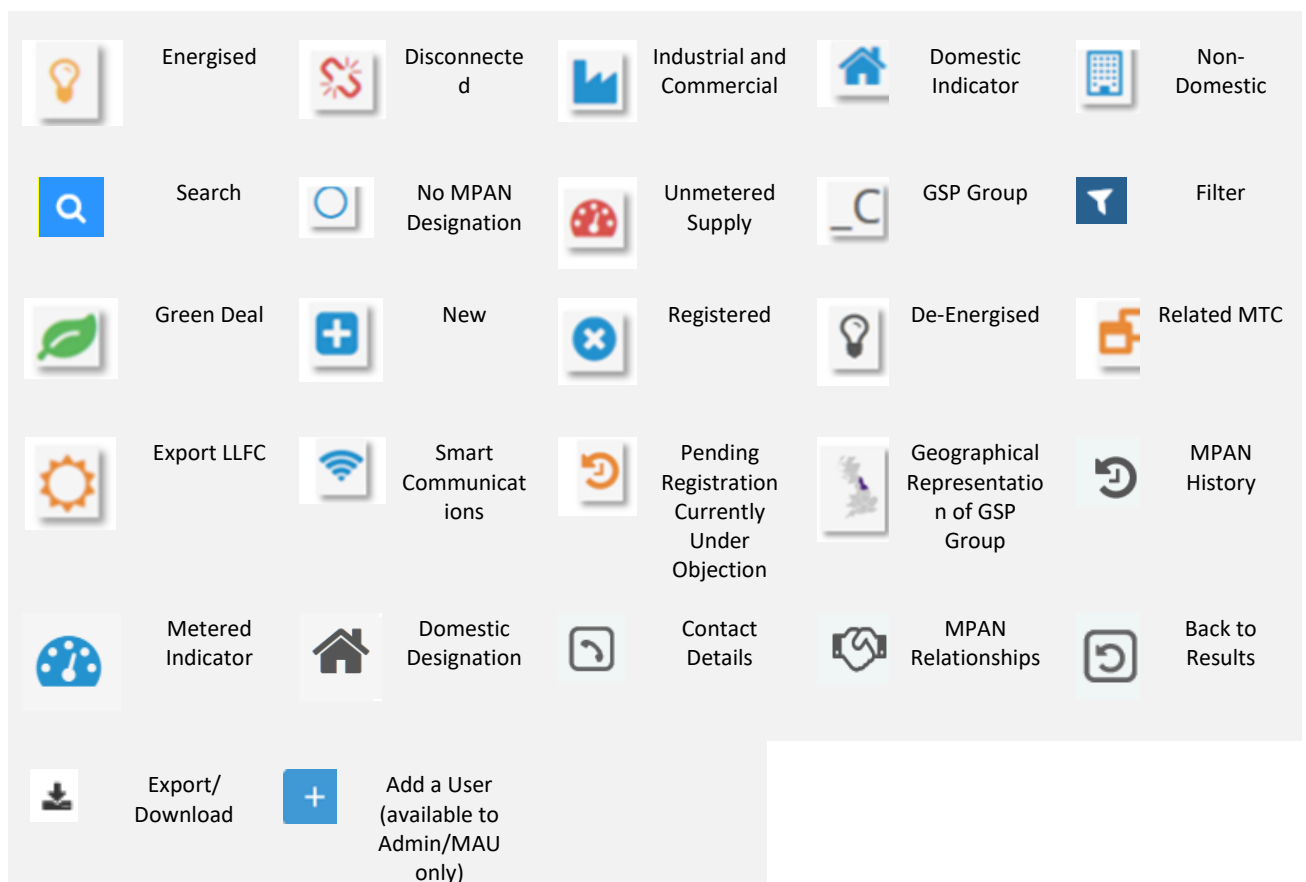 Energised
Disconnecte
d
Industrial and
Commercial
Domestic
Indicator
Non-
Domestic
Search
No MPAN
Designation
Unmetered
Supply
_C
GSP Group
Filter
Green Deal
New
Registered
De-Energised
Related MTC
Export LLFC
Smart
Communicat
ions
Pending
Registration
Currently
Under
Objection
Geographical
Representatio
n of GSP
Group
MPAN
History
Metered
Indicator
Domestic
Designation
Contact
Details
MPAN
Relationships
Back to
Results
Export/
Download
Add a User
(available to
Admin/MAU
only)